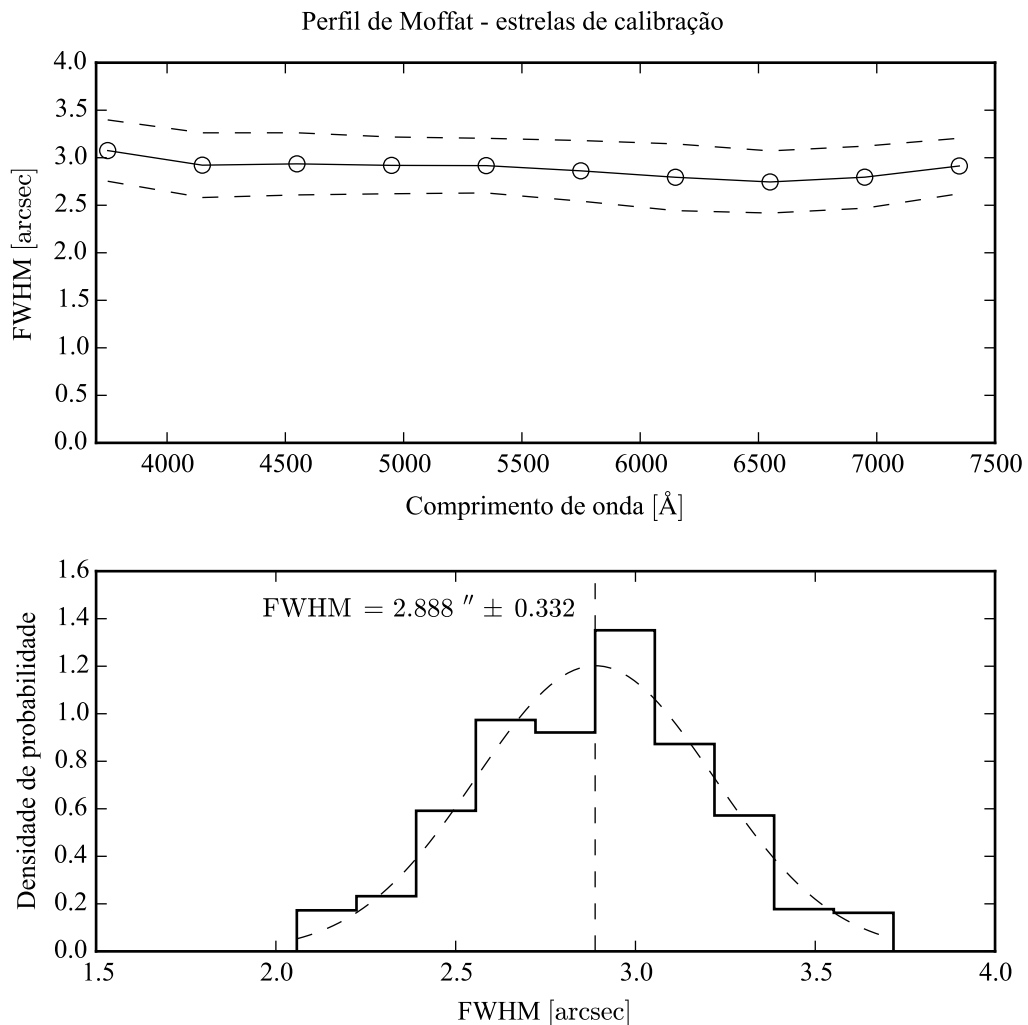 Perfil de Moffat - estrelas de calibração
FWHM [arcsec]
4.0
3.5
3.0
2.5
2.0
1.5
1.0
0.5
0.0
4000 4500 5000 5500 6000 6500 7000 7500
Comprimento de onda [Å]
Densidade de probabilidade
1.6
1.4
1.2
1.0
0.8
0.6
0.4
0.2
0.0
FWHM = 2.888 ″ ± 0.332
1.5 2.0 2.5 3.0 3.5 4.0
FWHM [arcsec]